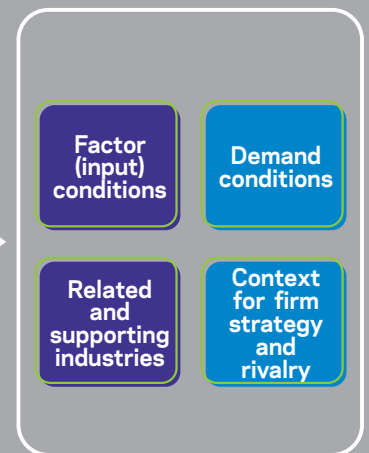 Factor
(input)
conditions
Demand
conditions
Related
and
supporting
industries
Context
for firm
strategy
and
rivalry